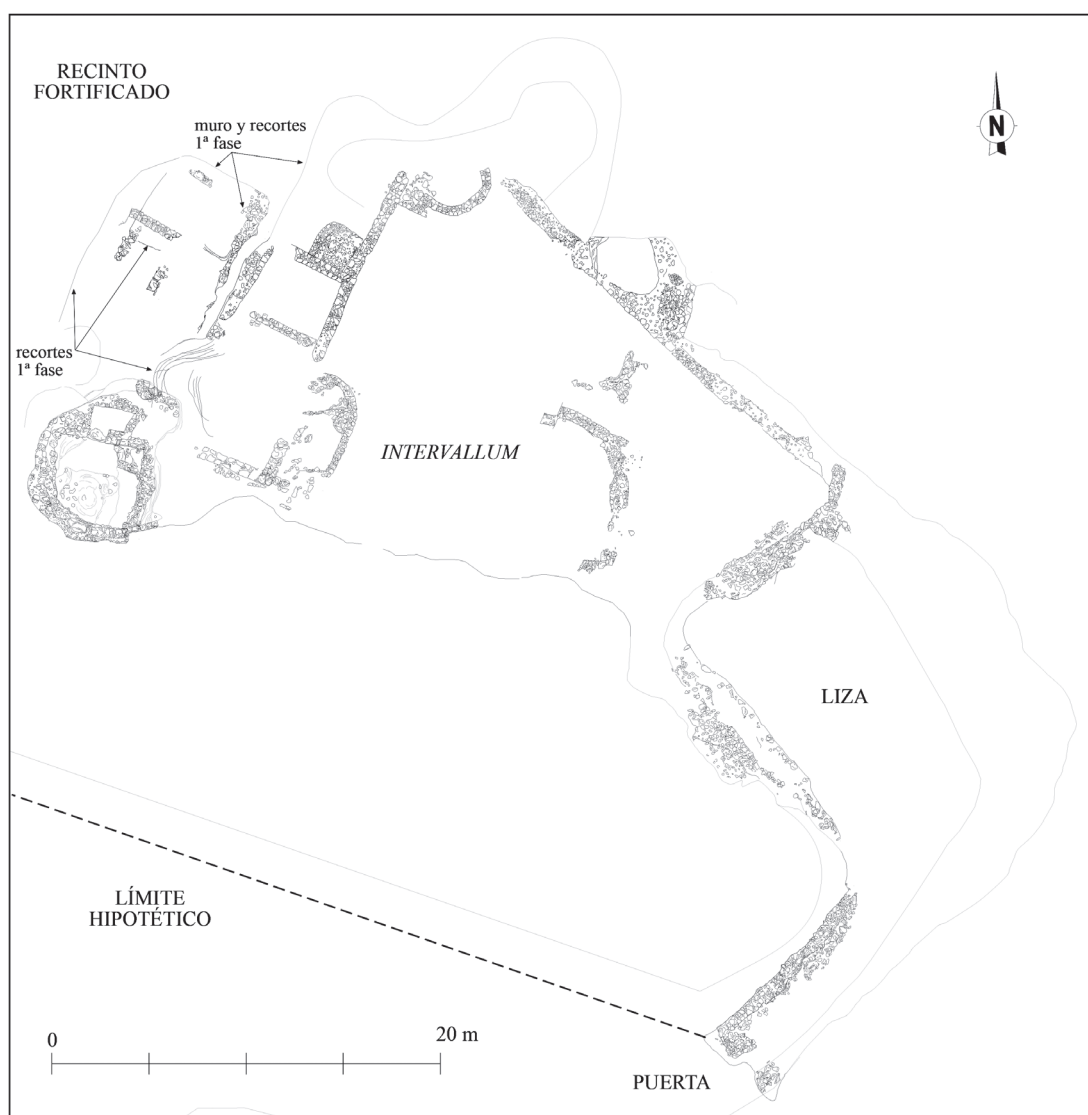 RECINTO
FORTIFICADO
muro y recortes
1ª fase
N
recortes
1ª fase
INTERVALLUM
LIZA
LÍMITE
HIPOTÉTICO
0
20 m
PUERTA